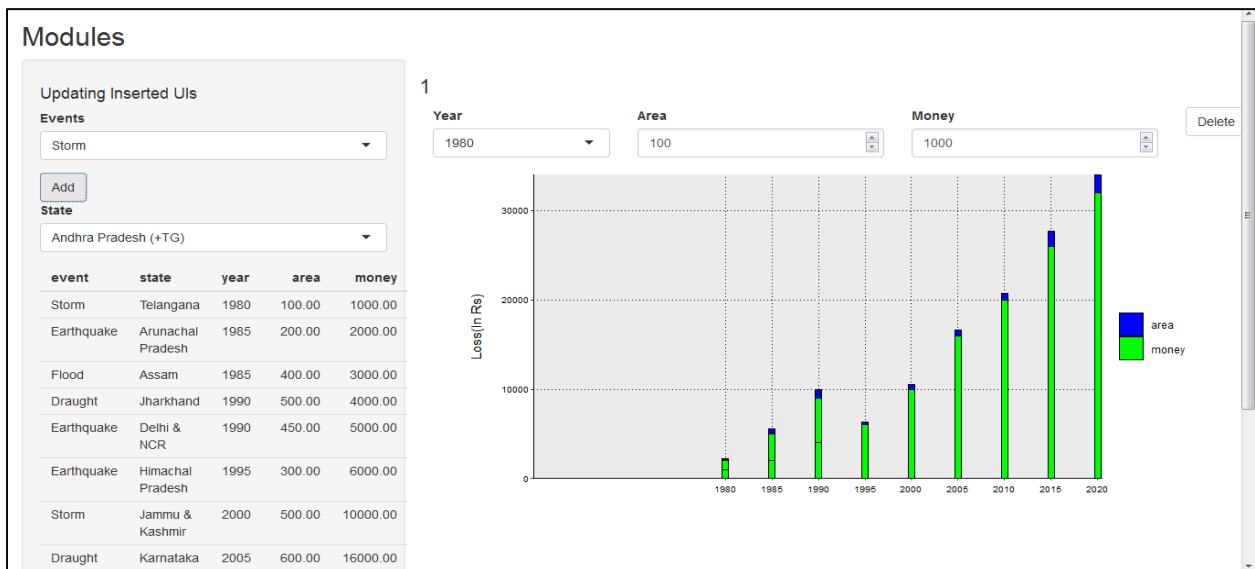 Modules
Updating Inserted UIs
Events
Storm
Add
State
Andhra Pradesh (+TG)
event state year area money
Storm Telangana 1980 100.00 1000.00
Earthquake Arunachal 1985 200.00 2000.00
Pradesh
Flood Assam 1985 400.00 3000.00
Draught Jharkhand 1990 500.00 4000.00
Earthquake Delhi & 1990 450.00 5000.00
NCR
Earthquake Himachal 1995 300.00 6000.00
Pradesh
Storm Jammu & 2000 500.00 10000.00
Kashmir
Draught Karnataka 2005 600.00 16000.00
1
Year Area Money
1980 100 1000 Delete
30000
20000
10000
0
Loss(In Rs)
1980 1985 1990 1995 2000 2005 2010 2015 2020
area
money